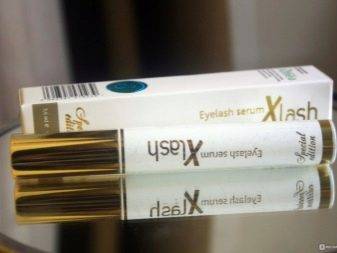 Eyelash serum Xlash
Special
edition
Xlash Eyelash serum
Special
edition